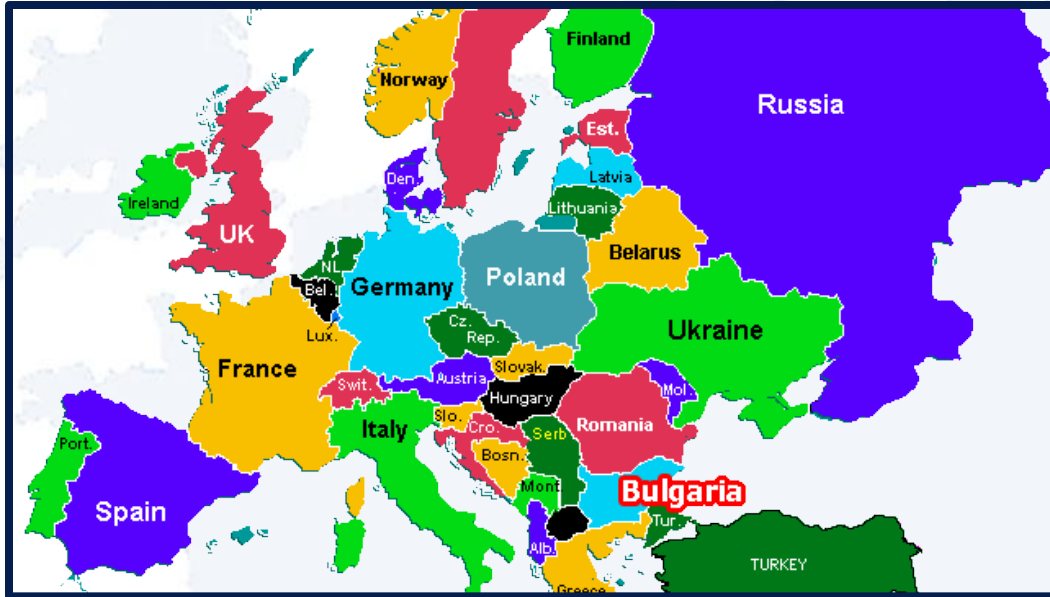 Finland
Norway
Russia
Est.
Latvia
Den.
Ireland
Lithuania
UK
Belarus
NL
Poland
Germany
Bel.
Cz.
Rep.
Ukraine
Lux.
France
Slovak.
Austria
Swit.
Hungary
Mol.
Slo.
Italy
Cro.
Romania
Serb
Port.
Bosn.
Mont.
Bulgaria
Spain
Tur.
Alb.
TURKEY
Greece